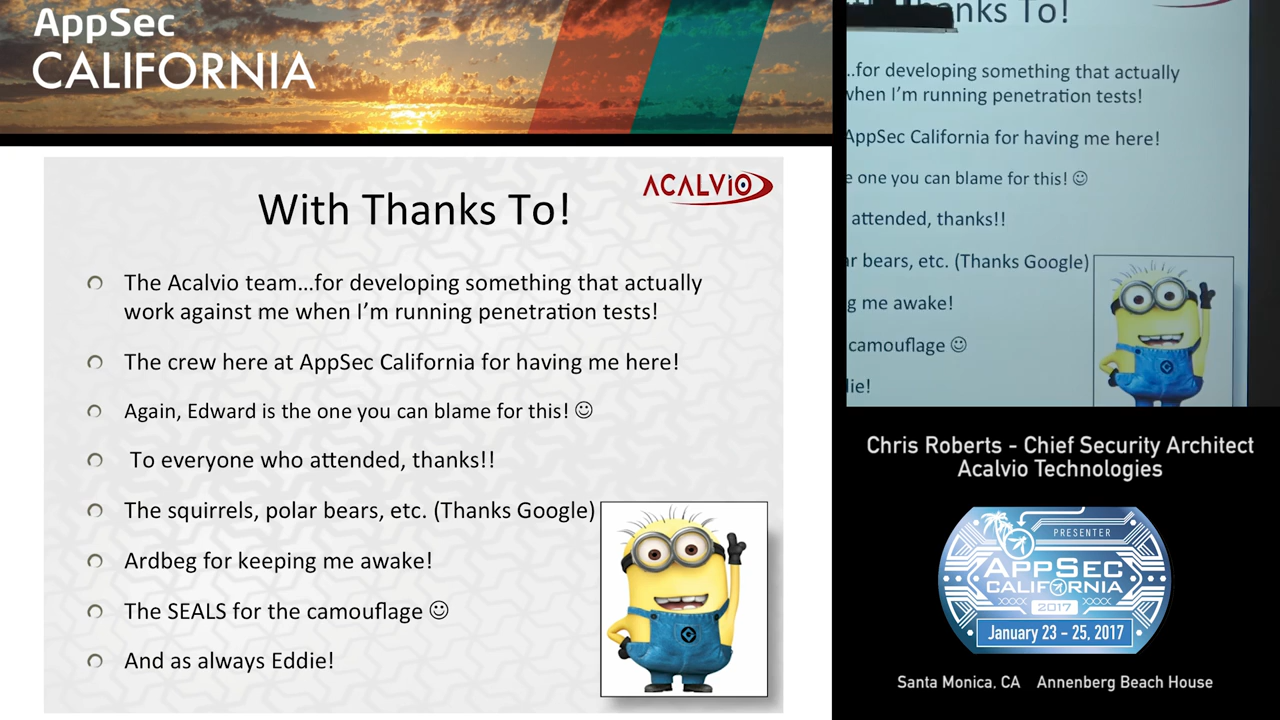 AppSec
CALIFORNIA
ACALVIO
With Thanks To!
The Acalvio team...for developing something that actually
work against me when I'm running penetration tests!
The crew here at AppSec California for having me here!
Again, Edward is the one you can blame for this! ☺
To everyone who attended, thanks!!
The squirrels, polar bears, etc. (Thanks Google)
Ardbeg for keeping me awake!
The SEALS for the camouflage ☺
And as always Eddie!
nks To!
..for developing something that actually
when I'm running penetration tests!
AppSec California for having me here!
e one you can blame for this! ☺
attended, thanks!!
r bears, etc. (Thanks Google)
g me awake!
camouflage ☺
die!
Chris Roberts - Chief Security Architect
Acalvio Technologies
PRESENTER
APPSEC
CALIFORNIA
2017
January 23 - 25, 2017
Santa Monica, CA Annenberg Beach House